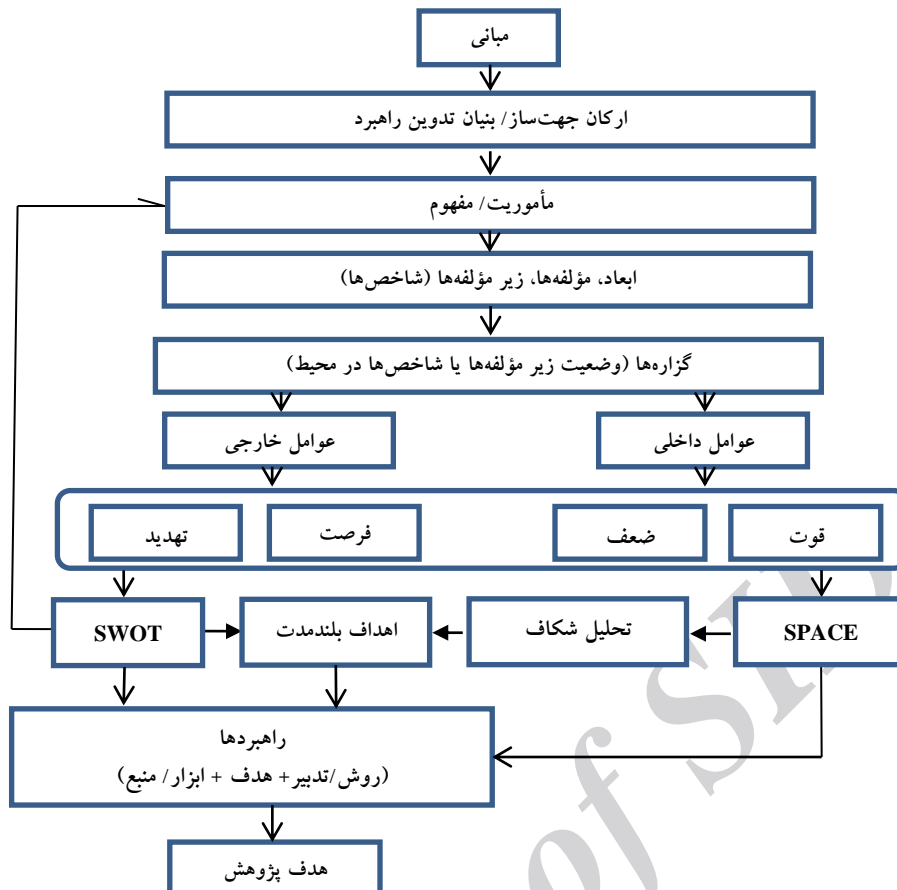 مبانی
ارکان جهت‌ساز/ بنیان تدوین راهبرد
مأموریت/ مفهوم
ابعاد، مؤلفه‌ها، زیر مؤلفه‌ها (شاخص‌ها)
گزاره‌ها (وضعیت زیر مؤلفه‌ها یا شاخص‌ها در محیط)
عوامل داخلی
عوامل خارجی
قوت
ضعف
فرصت
تهدید
SPACE
تحلیل شکاف
اهداف بلندمدت
SWOT
راهبردها
(روش/تدبیر+ هدف + ابزار/ منبع)
هدف پژوهش
of SID